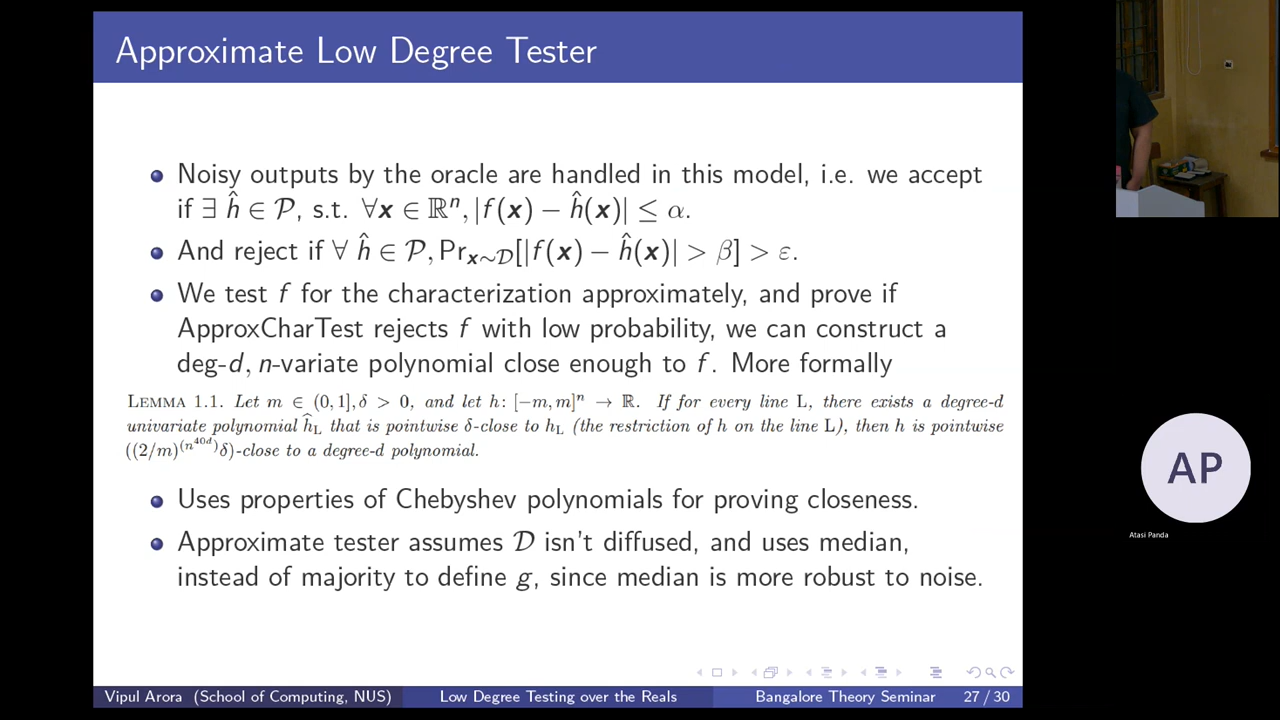 Approximate Low Degree Tester
Noisy outputs by the oracle are handled in this model, i.e. we accept
if ∃ ĥ ∈ 𝒫, s.t. ∀x ∈ ℝⁿ, |f(x) − ĥ(x)| ≤ α.
And reject if ∀ ĥ ∈ 𝒫, Pr_{x∼𝒟}[|f(x) − ĥ(x)| > β] > ε.
We test f for the characterization approximately, and prove if
ApproxCharTest rejects f with low probability, we can construct a
deg-d, n-variate polynomial close enough to f. More formally
LEMMA 1.1. Let m ∈ (0, 1], δ > 0, and let h: [−m, m]ⁿ → ℝ. If for every line L, there exists a degree-d
univariate polynomial ĥ_L that is pointwise δ-close to h_L (the restriction of h on the line L), then h is pointwise
((2/m)^{(n^{40d})}δ)-close to a degree-d polynomial.
Uses properties of Chebyshev polynomials for proving closeness.
Approximate tester assumes 𝒟 isn't diffused, and uses median,
instead of majority to define g, since median is more robust to noise.
Vipul Arora (School of Computing, NUS) Low Degree Testing over the Reals Bangalore Theory Seminar 27 / 30
AP
Atasi Panda